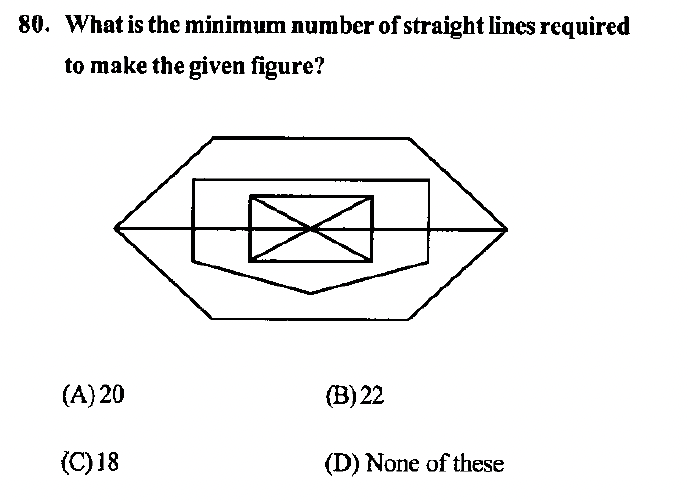 80. What is the minimum number of straight lines required
to make the given figure?
(A) 20
(B) 22
(C) 18
(D) None of these